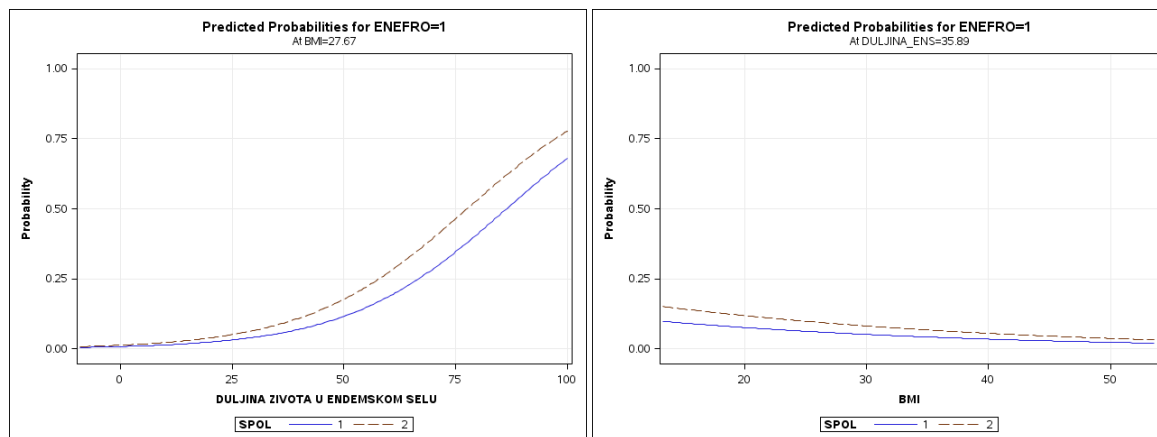 Predicted Probabilities for ENEFRO=1
At BMI=27.67
1.00
0.75
0.50
0.25
0.00
Probability
0 25 50 75 100
DULJINA ZIVOTA U ENDEMSKOM SELU
SPOL 1 2
Predicted Probabilities for ENEFRO=1
At DULJINA_ENS=35.89
1.00
0.75
0.50
0.25
0.00
Probability
20 30 40 50
BMI
SPOL 1 2